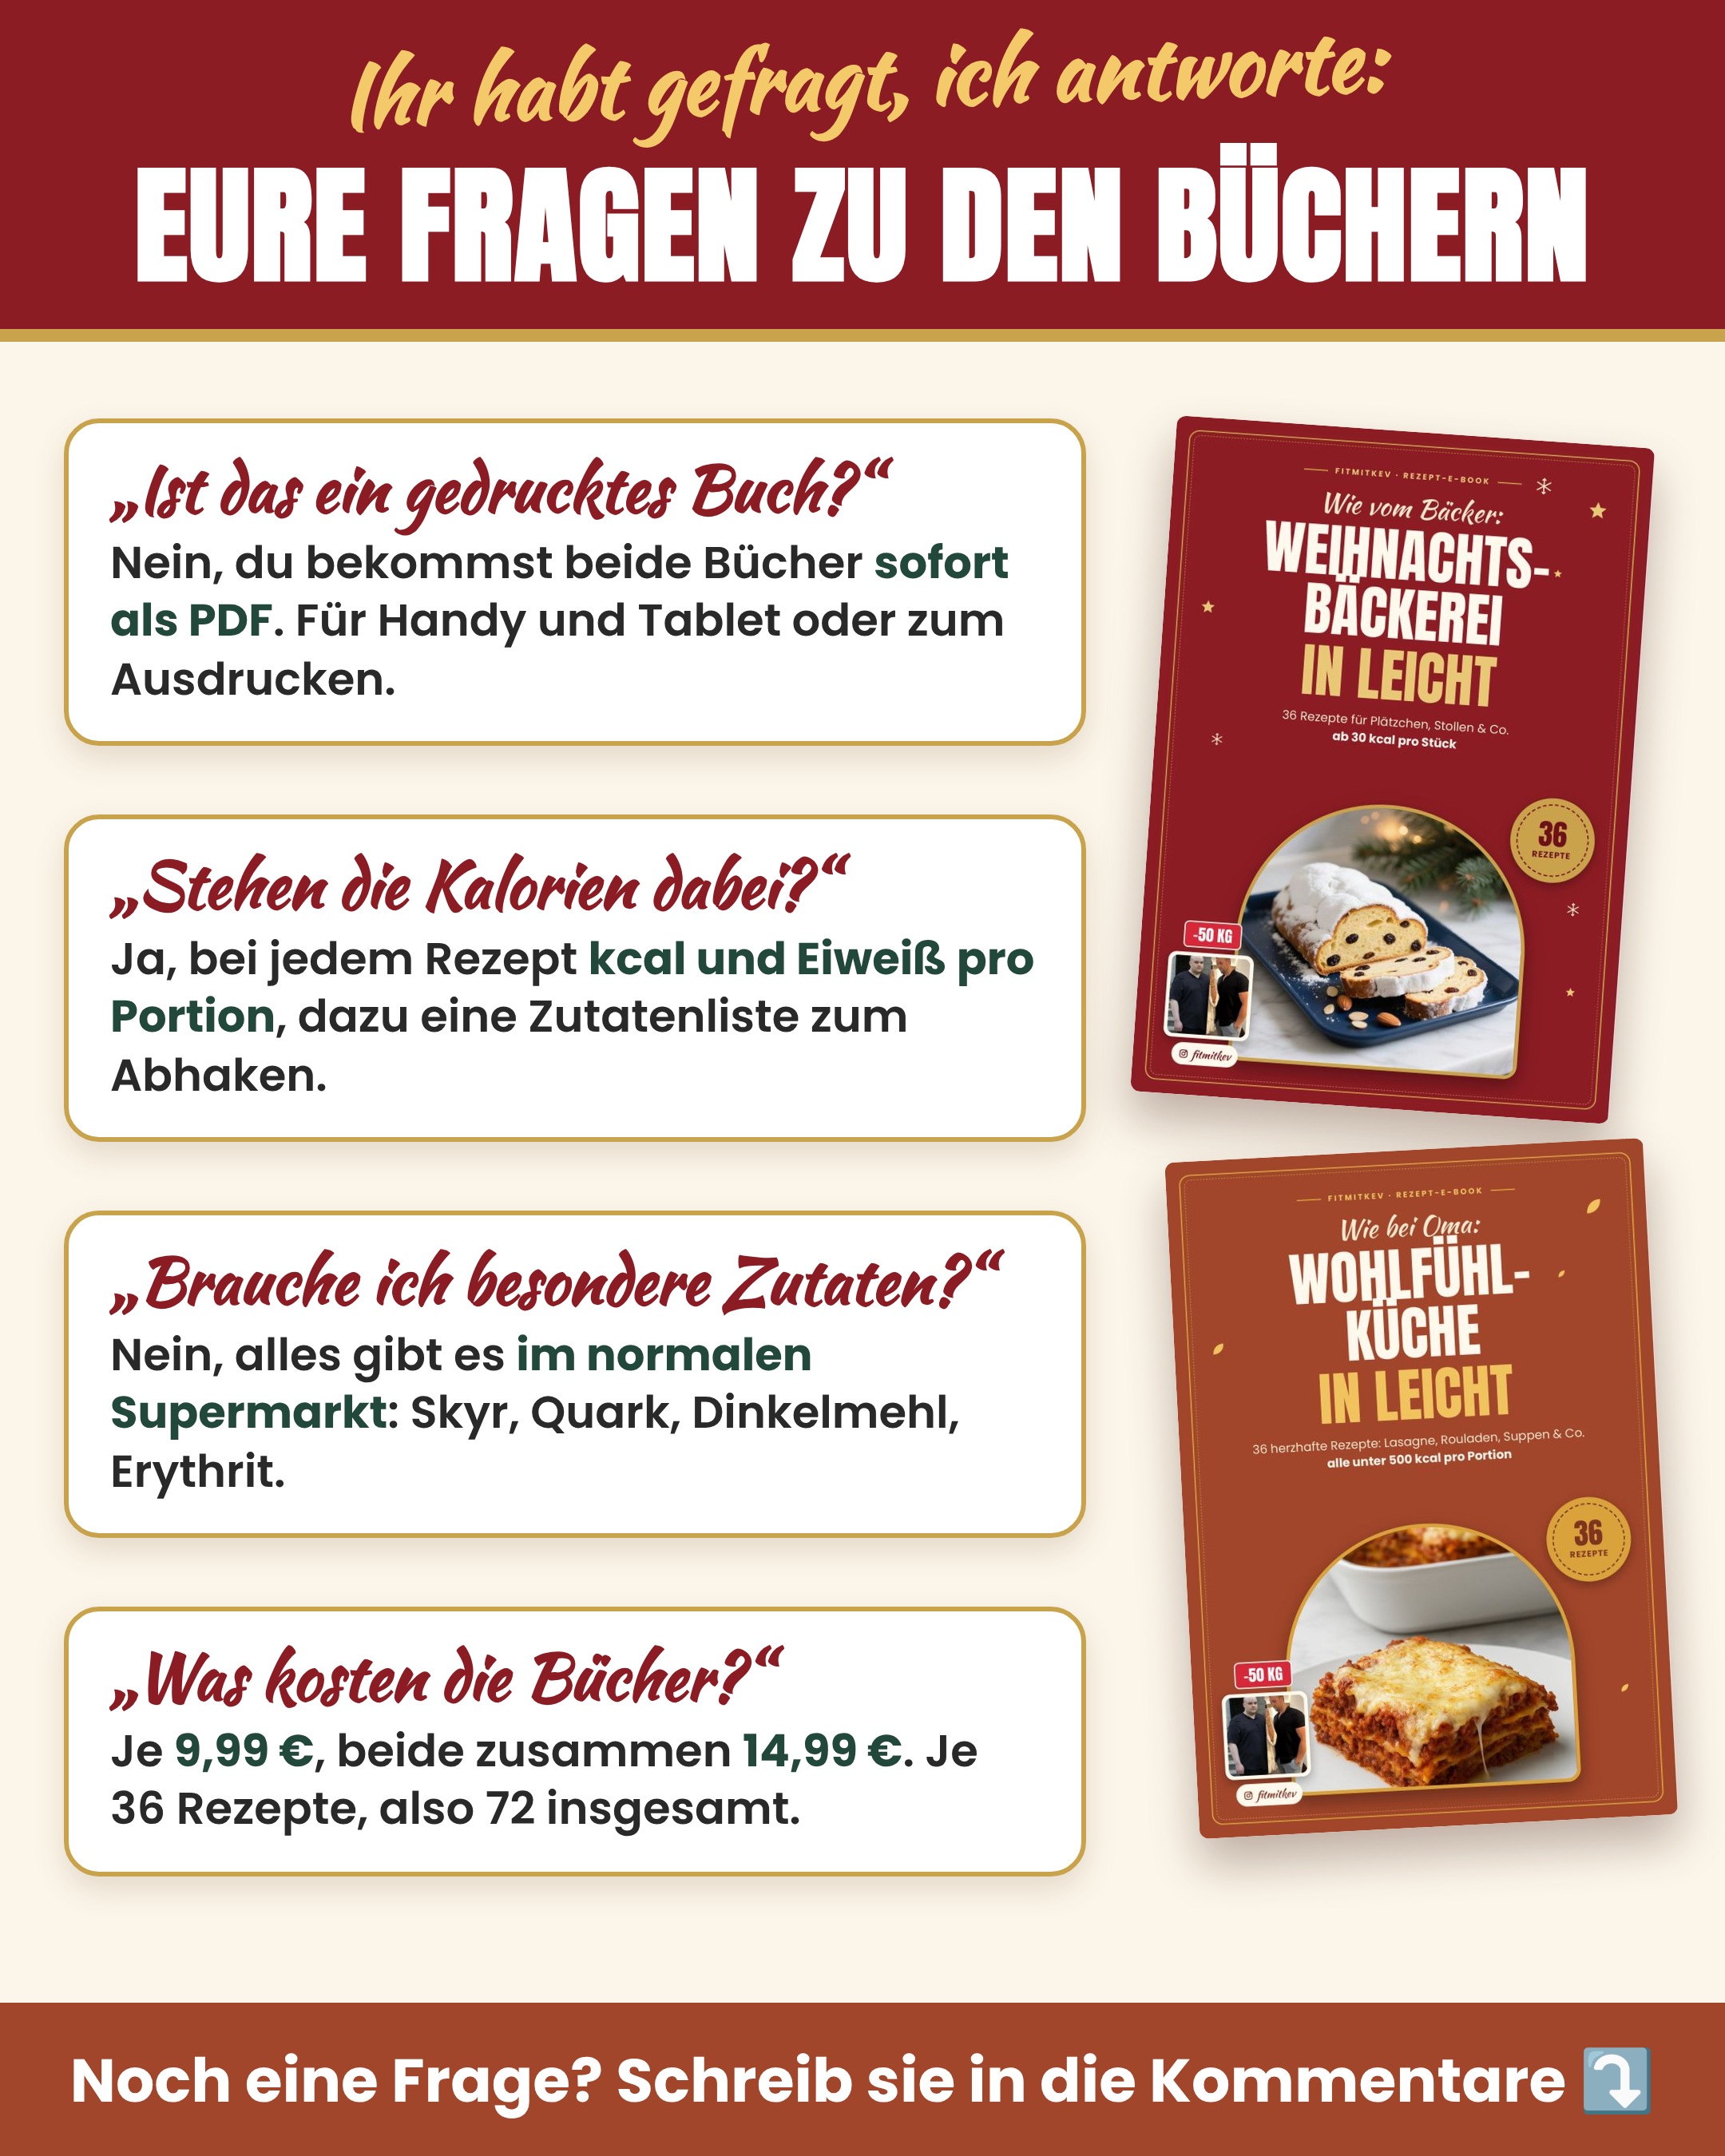 Ihr habt gefragt, ich antworte:
EURE FRAGEN ZU DEN BÜCHERN
„Ist das ein gedrucktes Buch?“
Nein, du bekommst beide Bücher sofort
als PDF. Für Handy und Tablet oder zum
Ausdrucken.
„Stehen die Kalorien dabei?“
Ja, bei jedem Rezept kcal und Eiweiß pro
Portion, dazu eine Zutatenliste zum
Abhaken.
„Brauche ich besondere Zutaten?“
Nein, alles gibt es im normalen
Supermarkt: Skyr, Quark, Dinkelmehl,
Erythrit.
„Was kosten die Bücher?“
Je 9,99 €, beide zusammen 14,99 €. Je
36 Rezepte, also 72 insgesamt.
FITMITKEV · REZEPT-E-BOOK
Wie vom Bäcker:
WEIHNACHTS-
BÄCKEREI
IN LEICHT
36 Rezepte für Plätzchen, Stollen & Co.
ab 30 kcal pro Stück
36
REZEPTE
-50 KG
fitmitkev
FITMITKEV · REZEPT-E-BOOK
Wie bei Oma:
WOHLFÜHL-
KÜCHE
IN LEICHT
36 herzhafte Rezepte: Lasagne, Rouladen, Suppen & Co.
alle unter 500 kcal pro Portion
36
REZEPTE
-50 KG
fitmitkev
Noch eine Frage? Schreib sie in die Kommentare ⤵️